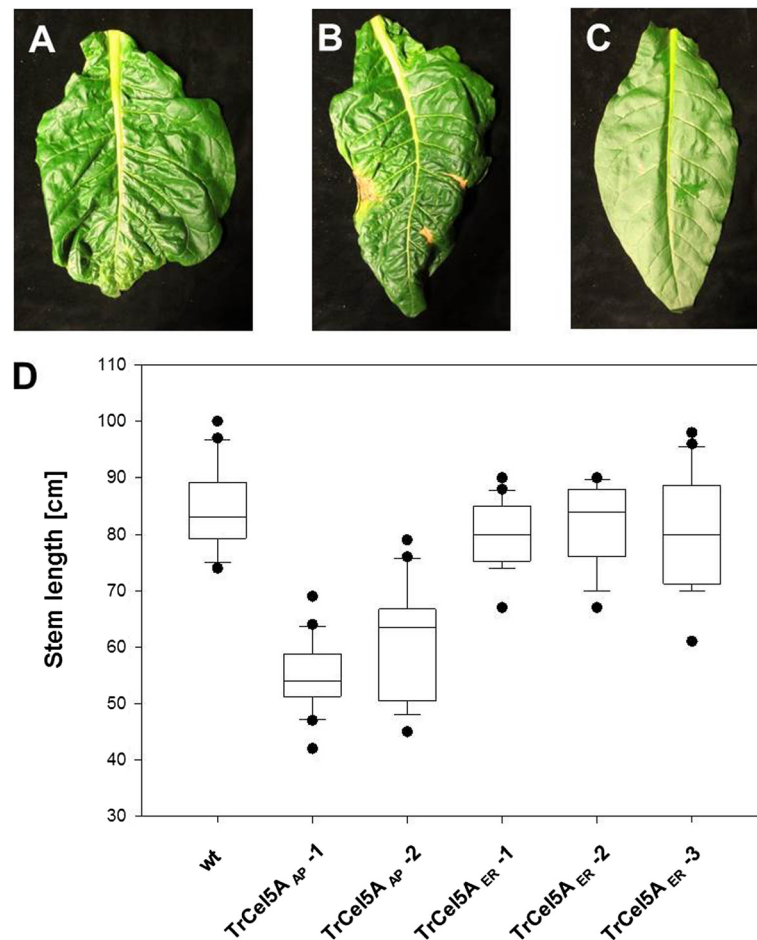 A
B
C
D
110
100
90
80
70
60
50
40
30
Stem length [cm]
wt
TrCel5A AP -1
TrCel5A AP -2
TrCel5A ER -1
TrCel5A ER -2
TrCel5A ER -3